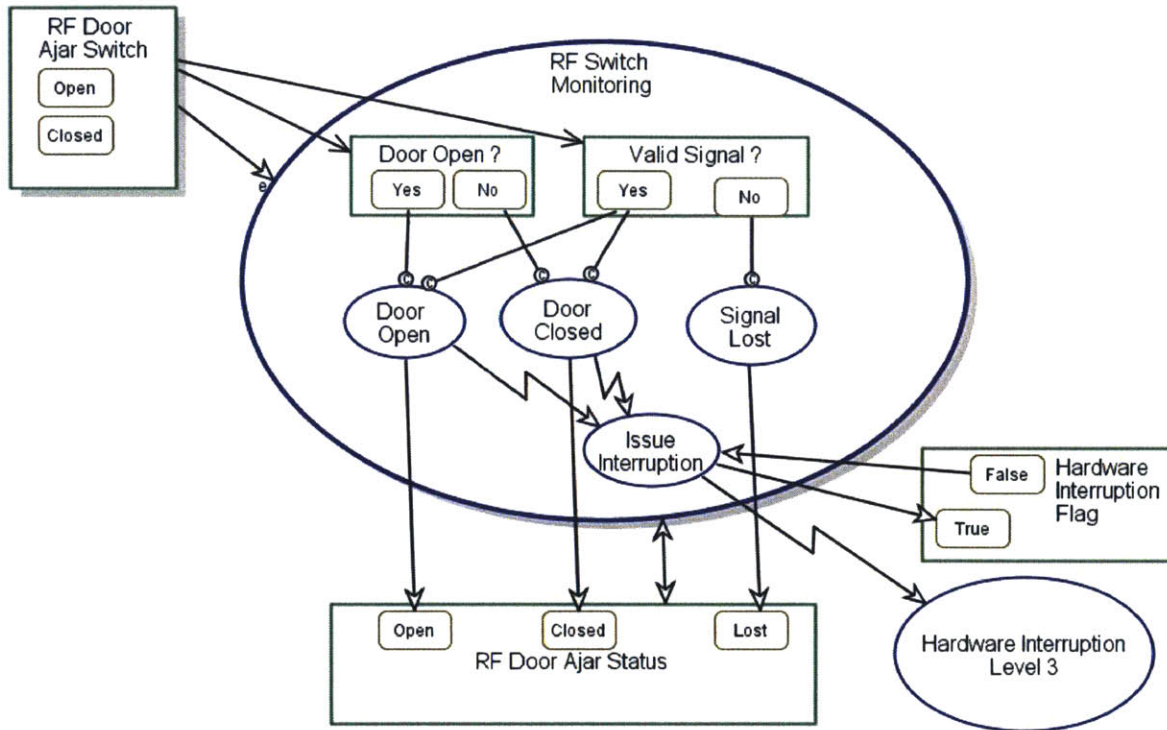 RF Door
Ajar Switch
Open
Closed
RF Switch
Monitoring
e
Door Open ?
Yes
No
Valid Signal ?
Yes
No
c
c
c
c
c
Door
Open
Door
Closed
Signal
Lost
Issue
Interruption
False
True
Hardware
Interruption
Flag
Open
Closed
Lost
RF Door Ajar Status
Hardware Interruption
Level 3